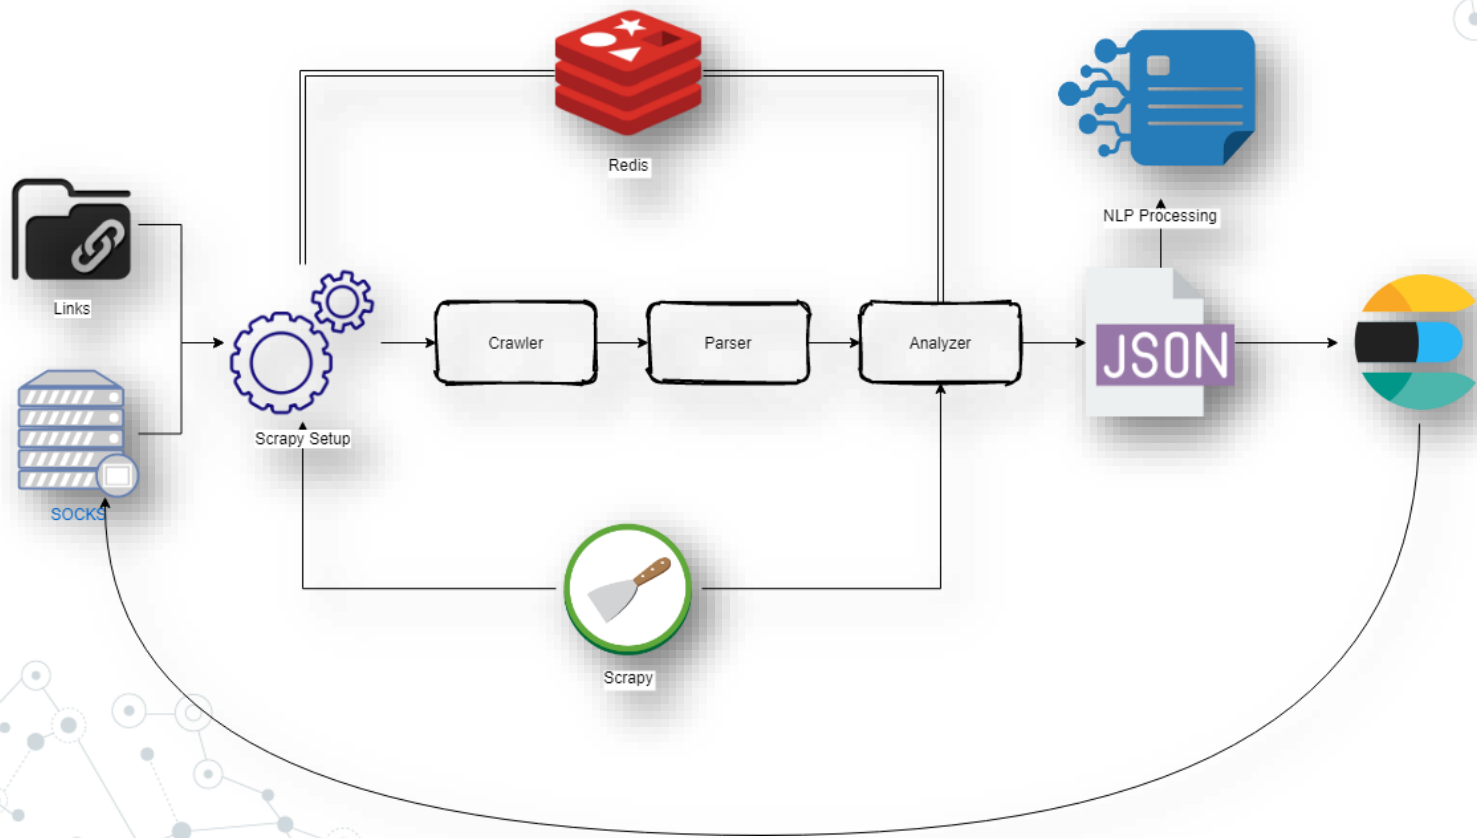 Redis
NLP Processing
Links
Crawler
Parser
Analyzer
JSON
Scrapy Setup
SOCKS
Scrapy